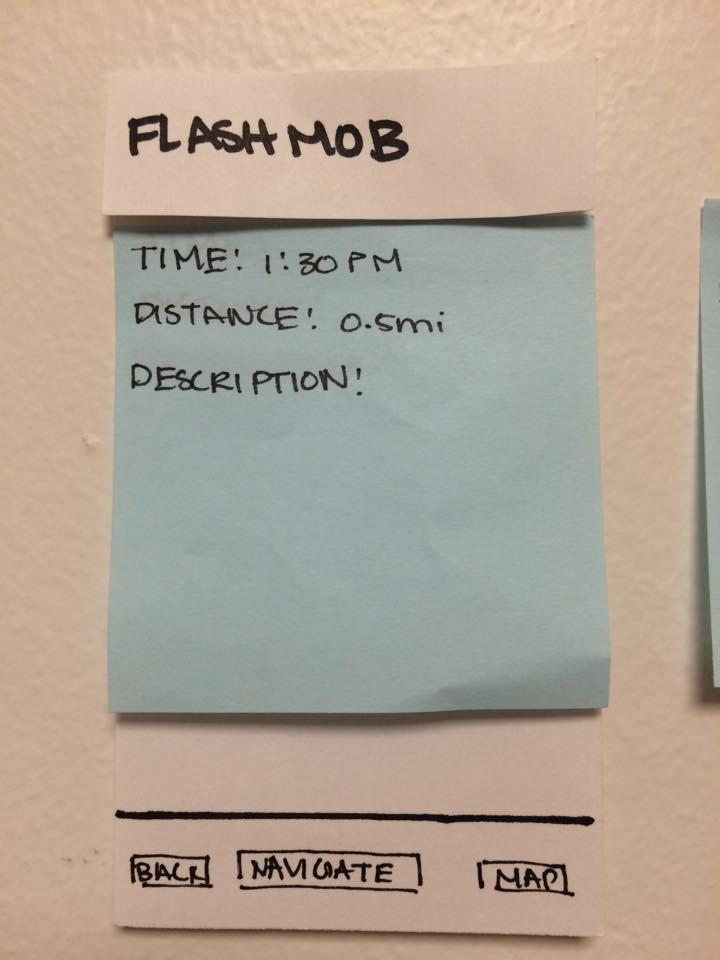 FLASH MOB
TIME: 1:30 PM
DISTANCE: 0.5mi
DESCRIPTION:
BACK NAVIGATE MAP